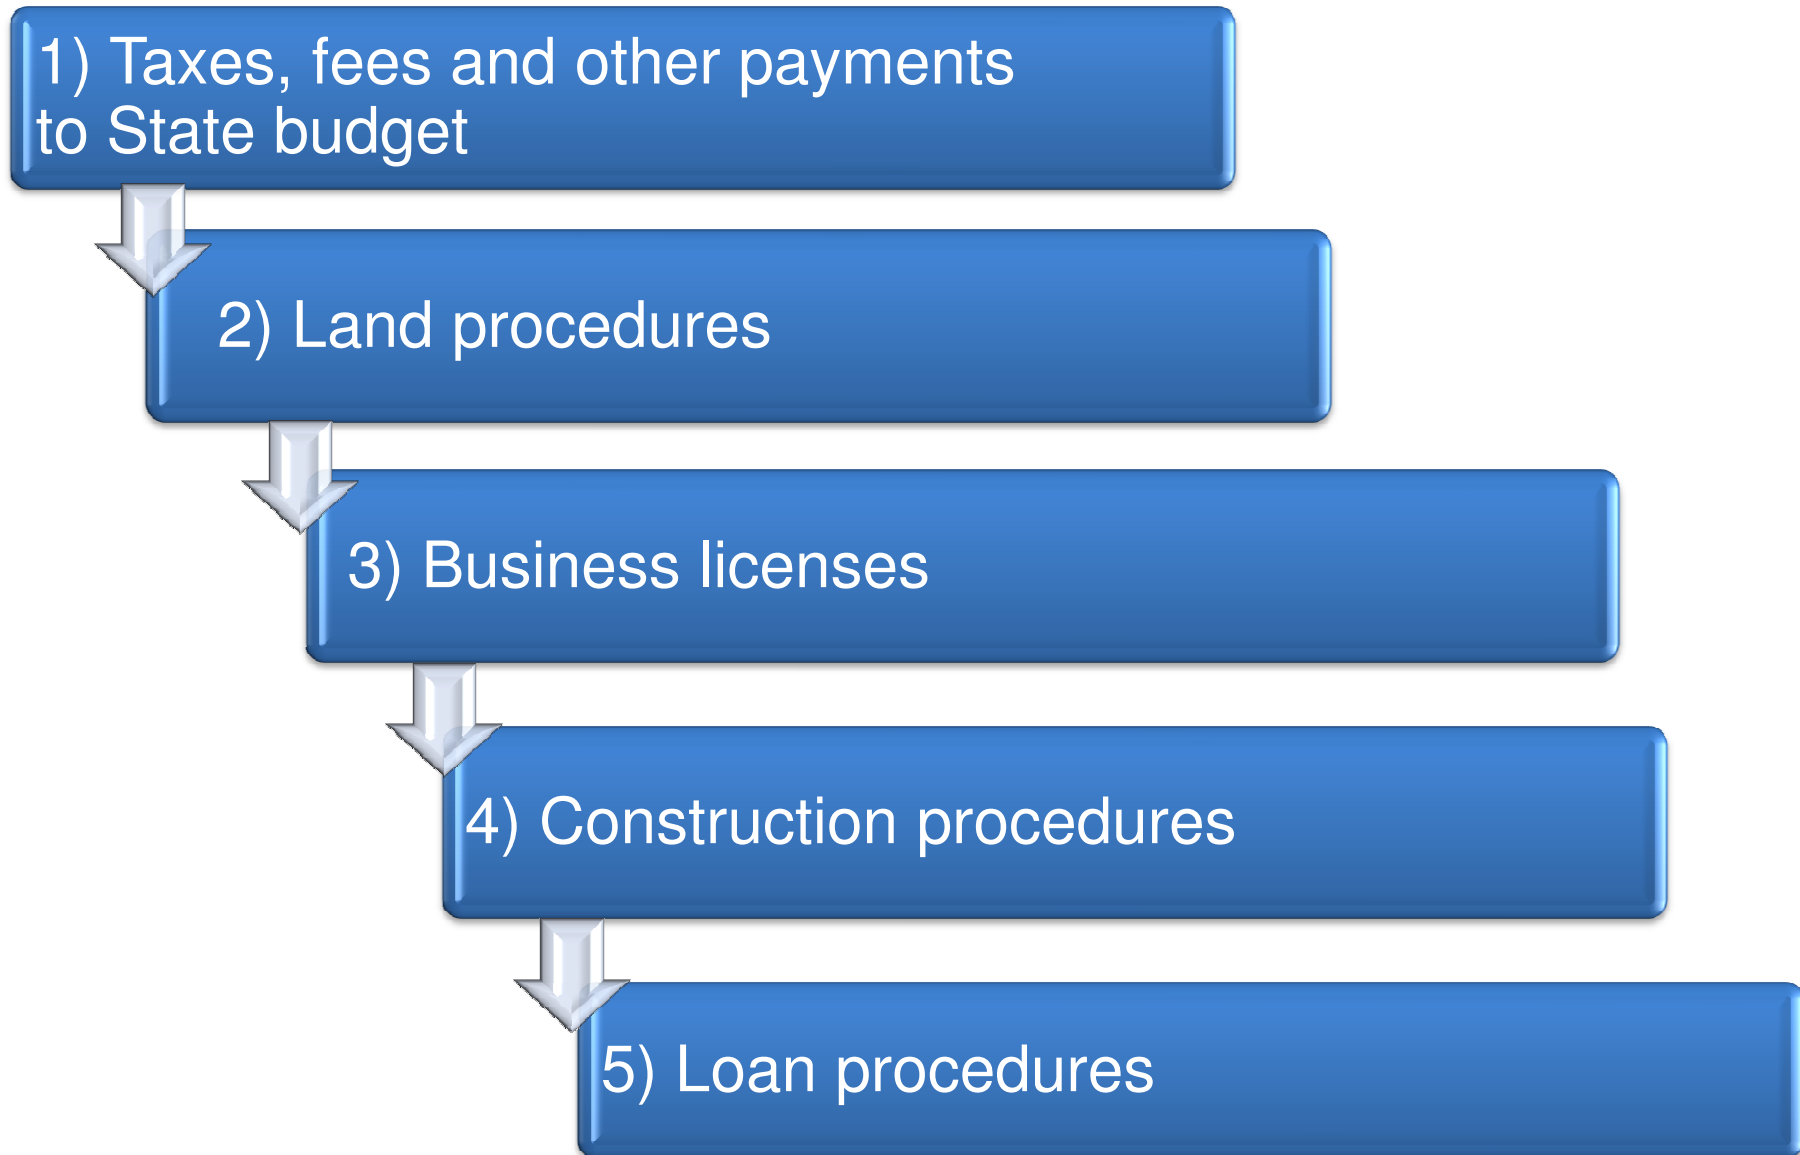 1) Taxes, fees and other payments
to State budget
2) Land procedures
3) Business licenses
4) Construction procedures
5) Loan procedures